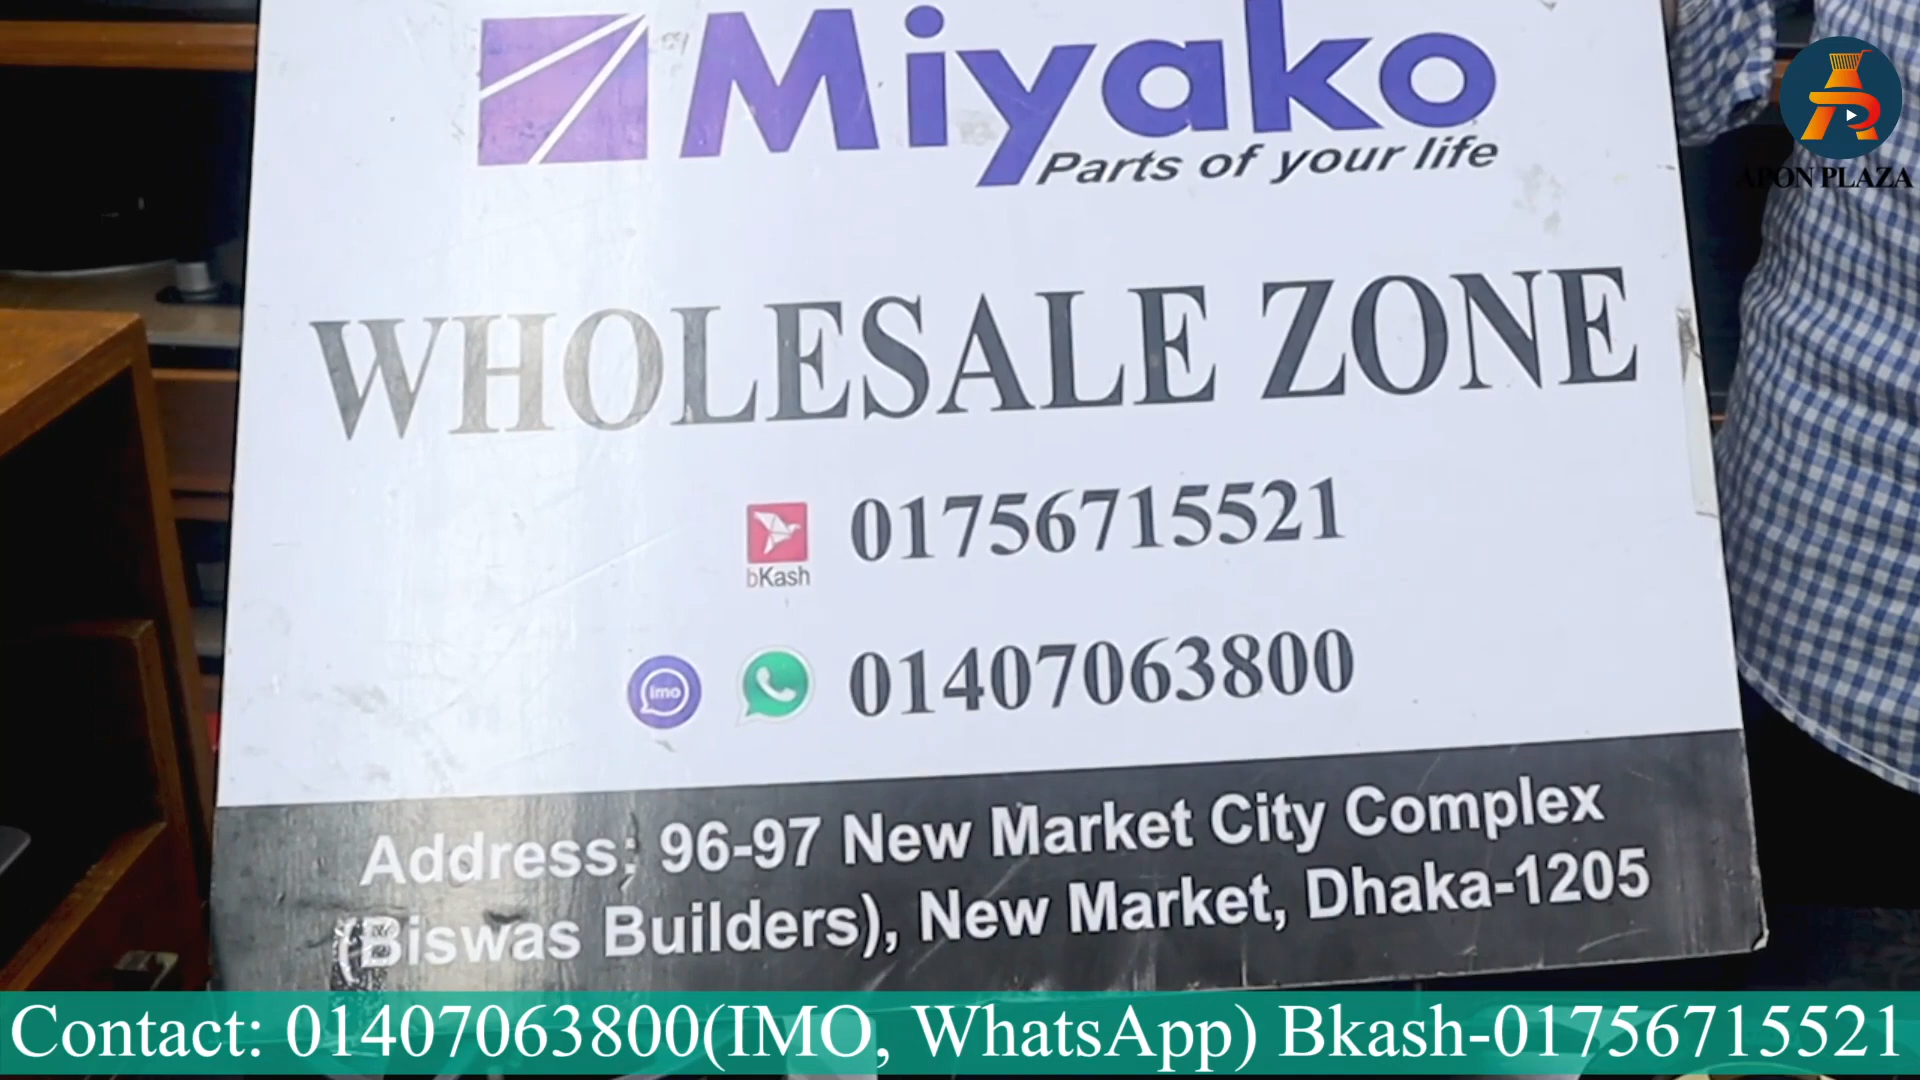 Miyako
Parts of your life
APON PLAZA
WHOLESALE ZONE
bKash
01756715521
imo
01407063800
Address: 96-97 New Market City Complex
(Biswas Builders), New Market, Dhaka-1205
Contact: 01407063800(IMO, WhatsApp) Bkash-01756715521